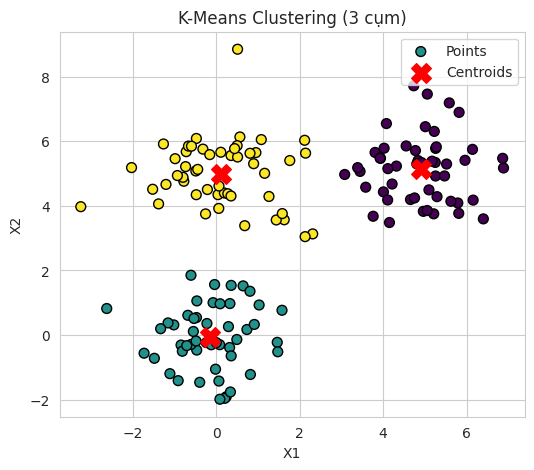 K-Means Clustering (3 cụm)
Points
Centroids
8
6
4
2
0
−2
X2
−2 0 2 4 6
X1